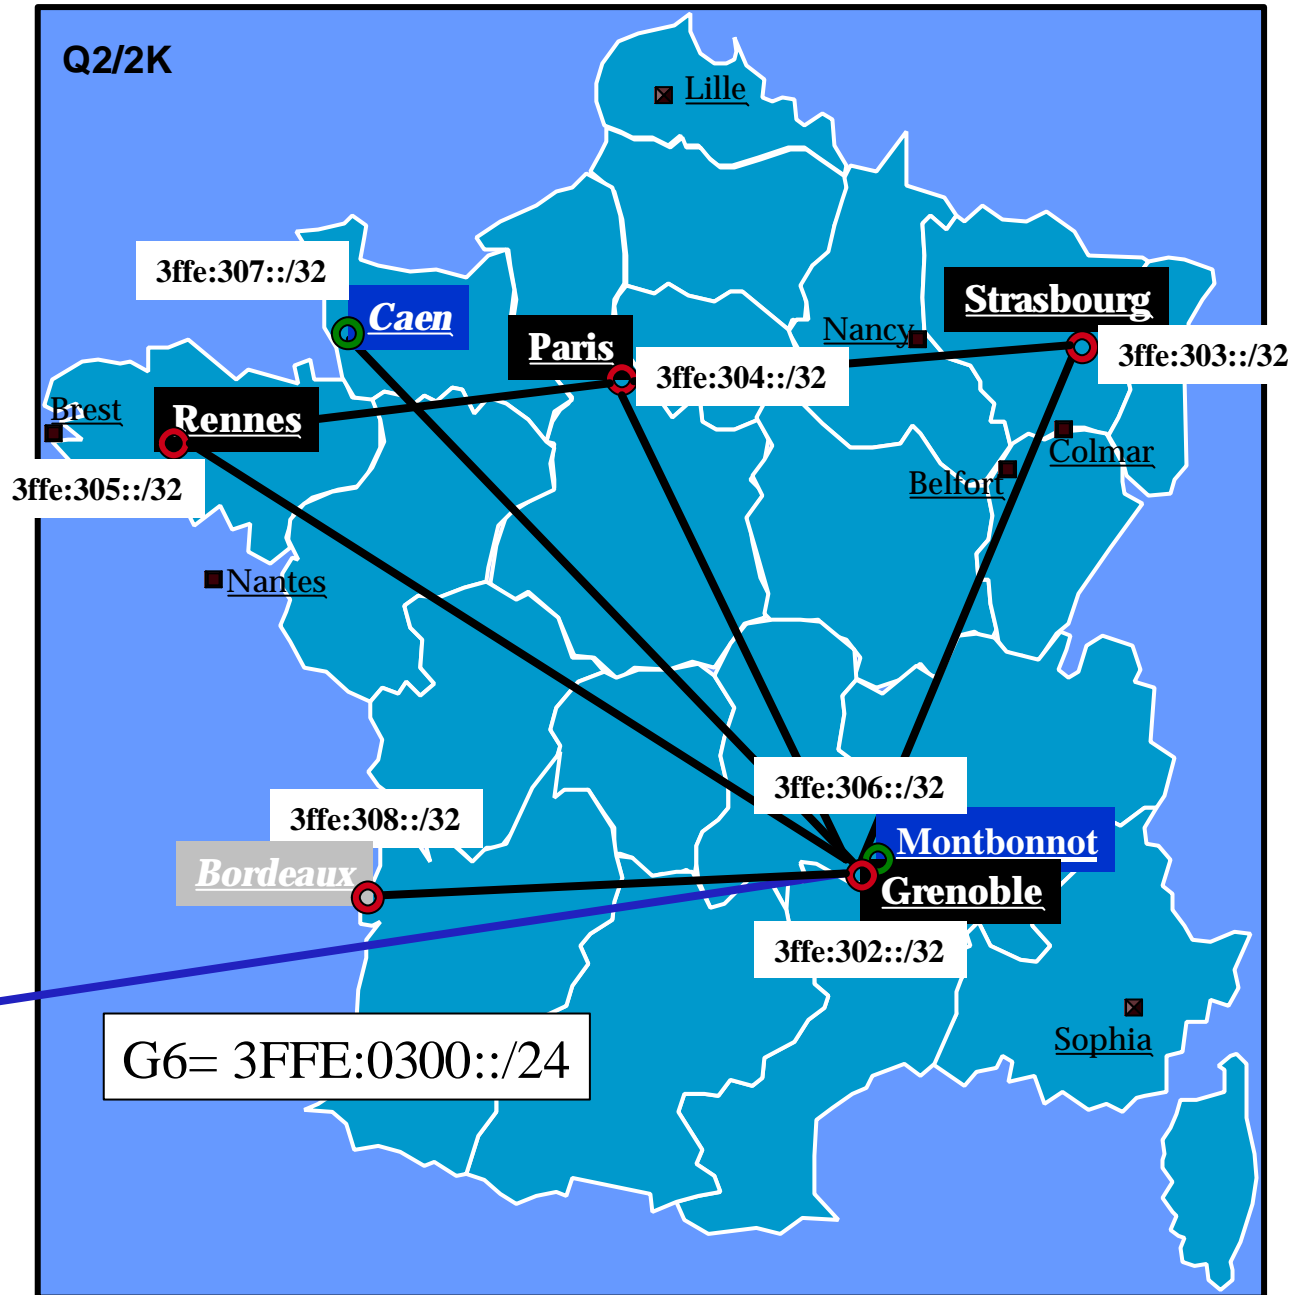 Q2/2K
Lille
3ffe:307::/32
Caen
Strasbourg
Paris
Nancy
3ffe:303::/32
3ffe:304::/32
Brest
Rennes
Colmar
Belfort
3ffe:305::/32
Nantes
3ffe:306::/32
3ffe:308::/32
Montbonnot
Bordeaux
Grenoble
3ffe:302::/32
Sophia
G6= 3FFE:0300::/24